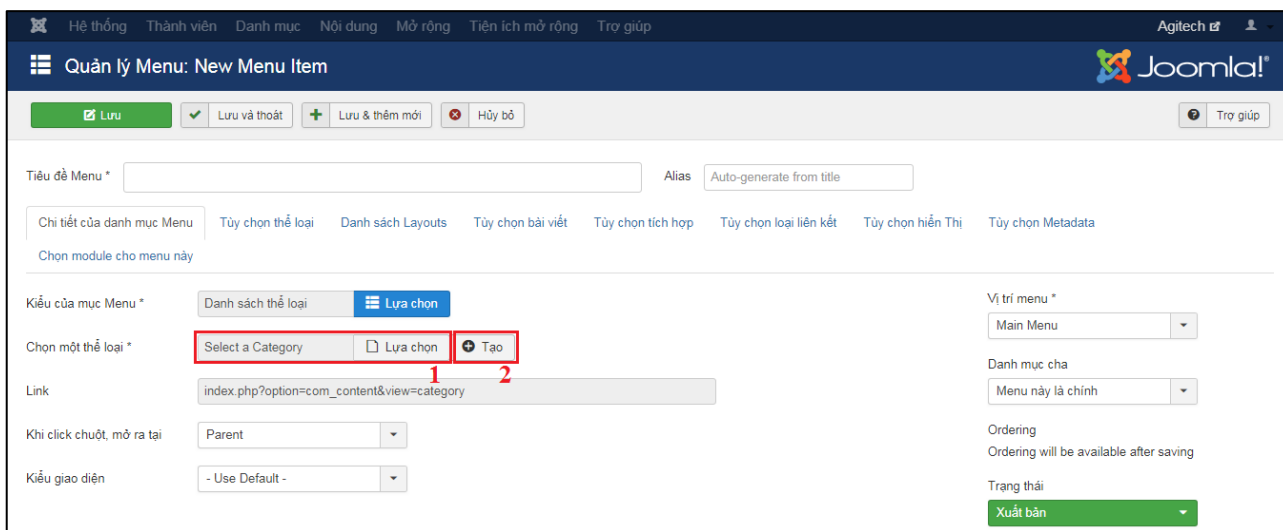 Hệ thống Thành viên Danh mục Nội dung Mở rộng Tiện ích mở rộng Trợ giúp Agitech
Quản lý Menu: New Menu Item Joomla!®
Lưu Lưu và thoát Lưu & thêm mới Hủy bỏ Trợ giúp
Tiêu đề Menu * Alias Auto-generate from title
Chi tiết của danh mục Menu Tùy chọn thể loại Danh sách Layouts Tùy chọn bài viết Tùy chọn tích hợp Tùy chọn loại liên kết Tùy chọn hiển Thị Tùy chọn Metadata
Chọn module cho menu này
Kiểu của mục Menu * Danh sách thể loại Lựa chọn
Chọn một thể loại * Select a Category Lựa chọn Tạo
1 2
Link index.php?option=com_content&view=category
Khi click chuột, mở ra tại Parent
Kiểu giao diện - Use Default -
Vị trí menu *
Main Menu
Danh mục cha
Menu này là chính
Ordering
Ordering will be available after saving
Trạng thái
Xuất bản